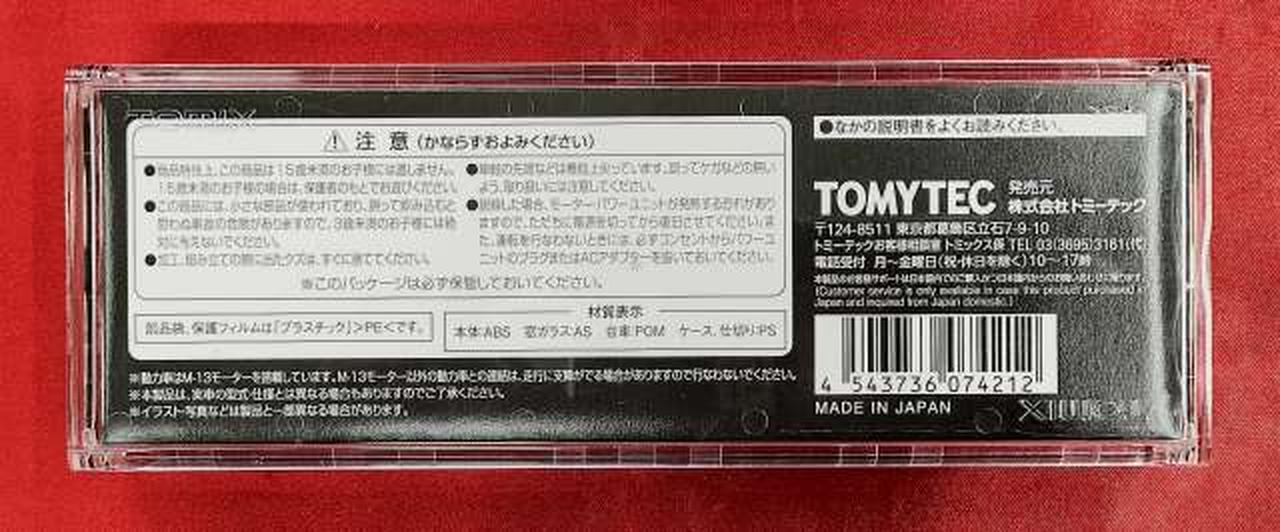 TOMIX
⚠ 注 意 (かならずおよみください)
●商品特性上、この商品は15歳未満のお子様には適しません。
15歳未満のお子様の場合は、保護者のもとでお遊びください。
●この商品には、小さな部品が使われており、誤って飲み込むと
思わぬ事故の危険がありますので、3歳未満のお子様には絶
対に与えないでください。
●加工、組み立ての際に出たクズは、すぐに捨ててください。
●車輌の先端などは機能上尖っています。誤ってケガなどの無い
よう、取り扱いには注意してください。
●脱線した場合、モーター・パワーユニットが発熱する恐れがあり
ますので、ただちに電源を切ってから復旧させてください。ま
た、運転を行なわないときには、必ずコンセントからパワーユ
ニットのプラグまたはACアダプターを抜いておいてください。
※このパッケージは必ず保管しておいてください。
部品袋、保護フィルムは「プラスチック」>PE<です。
材質表示
本体:ABS 窓ガラス:AS 台車:POM ケース、仕切り:PS
※動力車はM-13モーターを搭載しています。M-13モーター以外の動力車との連結は、走行に支障がでる場合がありますので行なわないでください。
※本製品は、実車の型式・仕様とは異なる場合もありますのでご了承ください。
※イラスト・写真などは製品と一部異なる場合があります。
●なかの説明書をよくお読みください。
TOMYTEC 発売元
株式会社トミーテック
〒124-8511 東京都葛飾区立石7-9-10
トミーテックお客様相談室 トミックス係 TEL 03(3695)3161(代)
電話受付 月〜金曜日(祝・休日を除く)10〜17時
(Customer service is only available in case this product purchased in
Japan and inquired from Japan domestic.)
4 543736 074212
MADE IN JAPAN